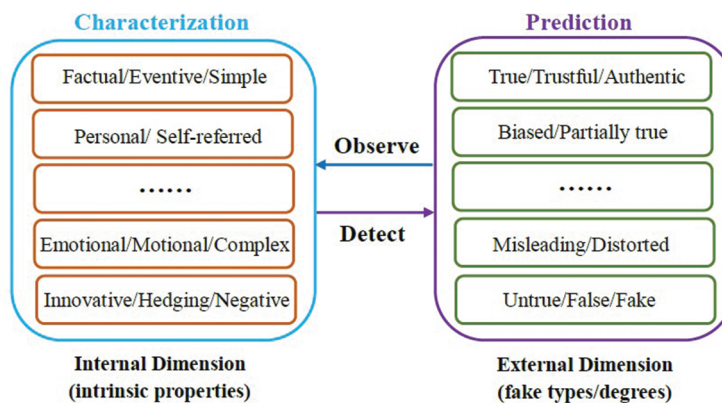 Characterization
Factual/Eventive/Simple
Personal/ Self-referred
……
Emotional/Motional/Complex
Innovative/Hedging/Negative
Internal Dimension
(intrinsic properties)
Observe
Detect
Prediction
True/Trustful/Authentic
Biased/Partially true
……
Misleading/Distorted
Untrue/False/Fake
External Dimension
(fake types/degrees)